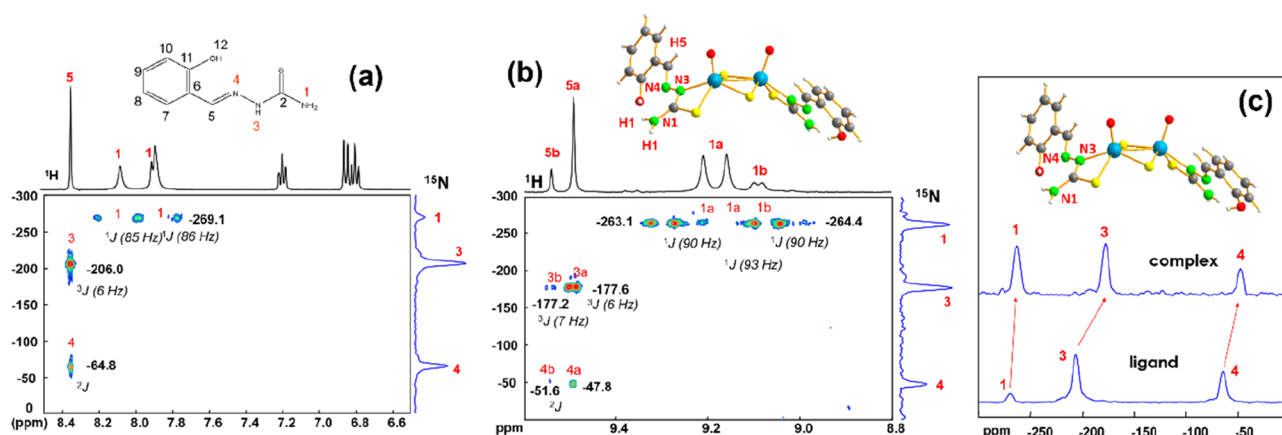 (a)
12
OH
10
11
9
8
7
6
5
4
N
N
H
3
2
S
1
NH₂
5
1
1
¹H
¹⁵N
-300
-250
-200
-150
-100
-50
0
1
1
-269.1
¹J (85 Hz)
¹J (86 Hz)
3
-206.0
³J (6 Hz)
4
-64.8
²J
1
3
4
(ppm)
8.4
8.2
8.0
7.8
7.6
7.4
7.2
7.0
6.8
6.6
(b)
H5
N4
N3
H1
N1
H1
5a
5b
1a
1b
¹H
¹⁵N
-300
-250
-200
-150
-100
-50
0
-263.1
1a
1a
1b
-264.4
¹J (90 Hz)
¹J (90 Hz)
¹J (93 Hz)
3b
3a
-177.6
-177.2
³J (6 Hz)
³J (7 Hz)
4b
4a
-51.6
-47.8
²J
1
3
4
9.4
9.2
9.0
8.8
(c)
N4
N3
N1
1
3
4
complex
1
3
4
ligand
ppm
-250
-200
-150
-100
-50